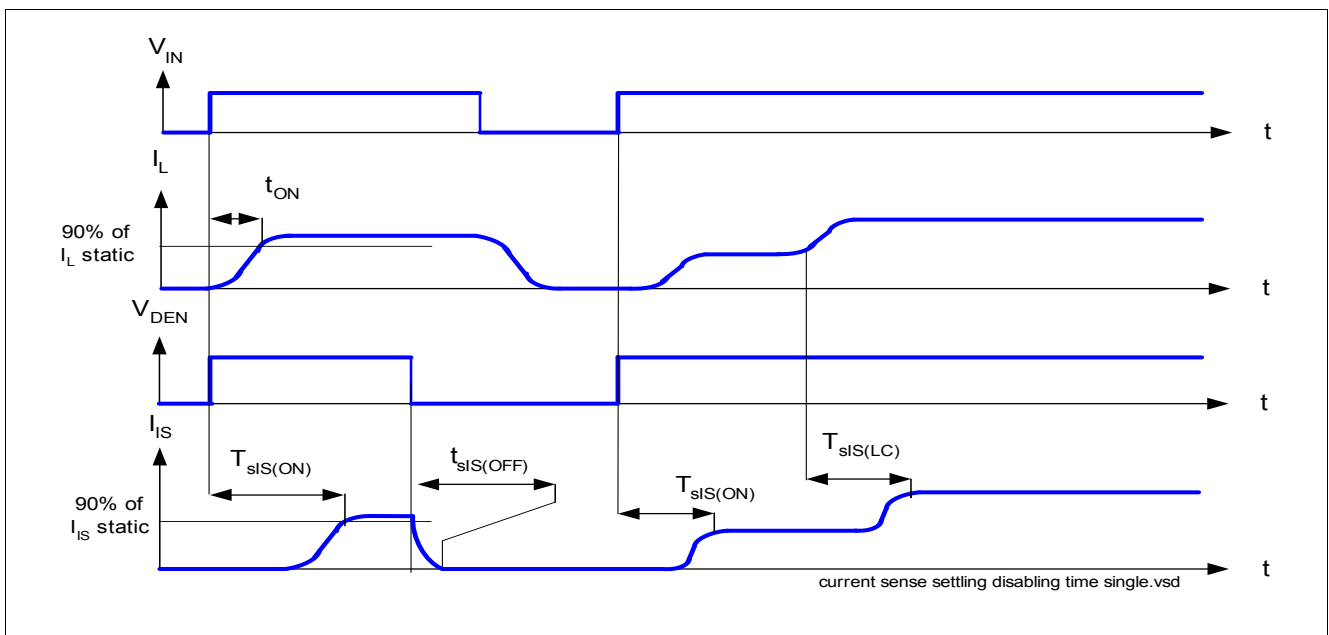 V_IN
t
I_L
t_ON
90% of
I_L static
t
V_DEN
t
I_IS
T_sIS(ON)
t_sIS(OFF)
T_sIS(ON)
T_sIS(LC)
90% of
I_IS static
t
current sense settling disabling time single.vsd